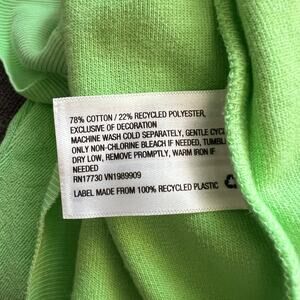 78% COTTON / 22% RECYCLED POLYESTER,
EXCLUSIVE OF DECORATION
MACHINE WASH COLD SEPARATELY, GENTLE CYCL
ONLY NON-CHLORINE BLEACH IF NEEDED, TUMBL
DRY LOW, REMOVE PROMPTLY, WARM IRON IF
NEEDED
RN17730 VN1989909
LABEL MADE FROM 100% RECYCLED PLASTIC